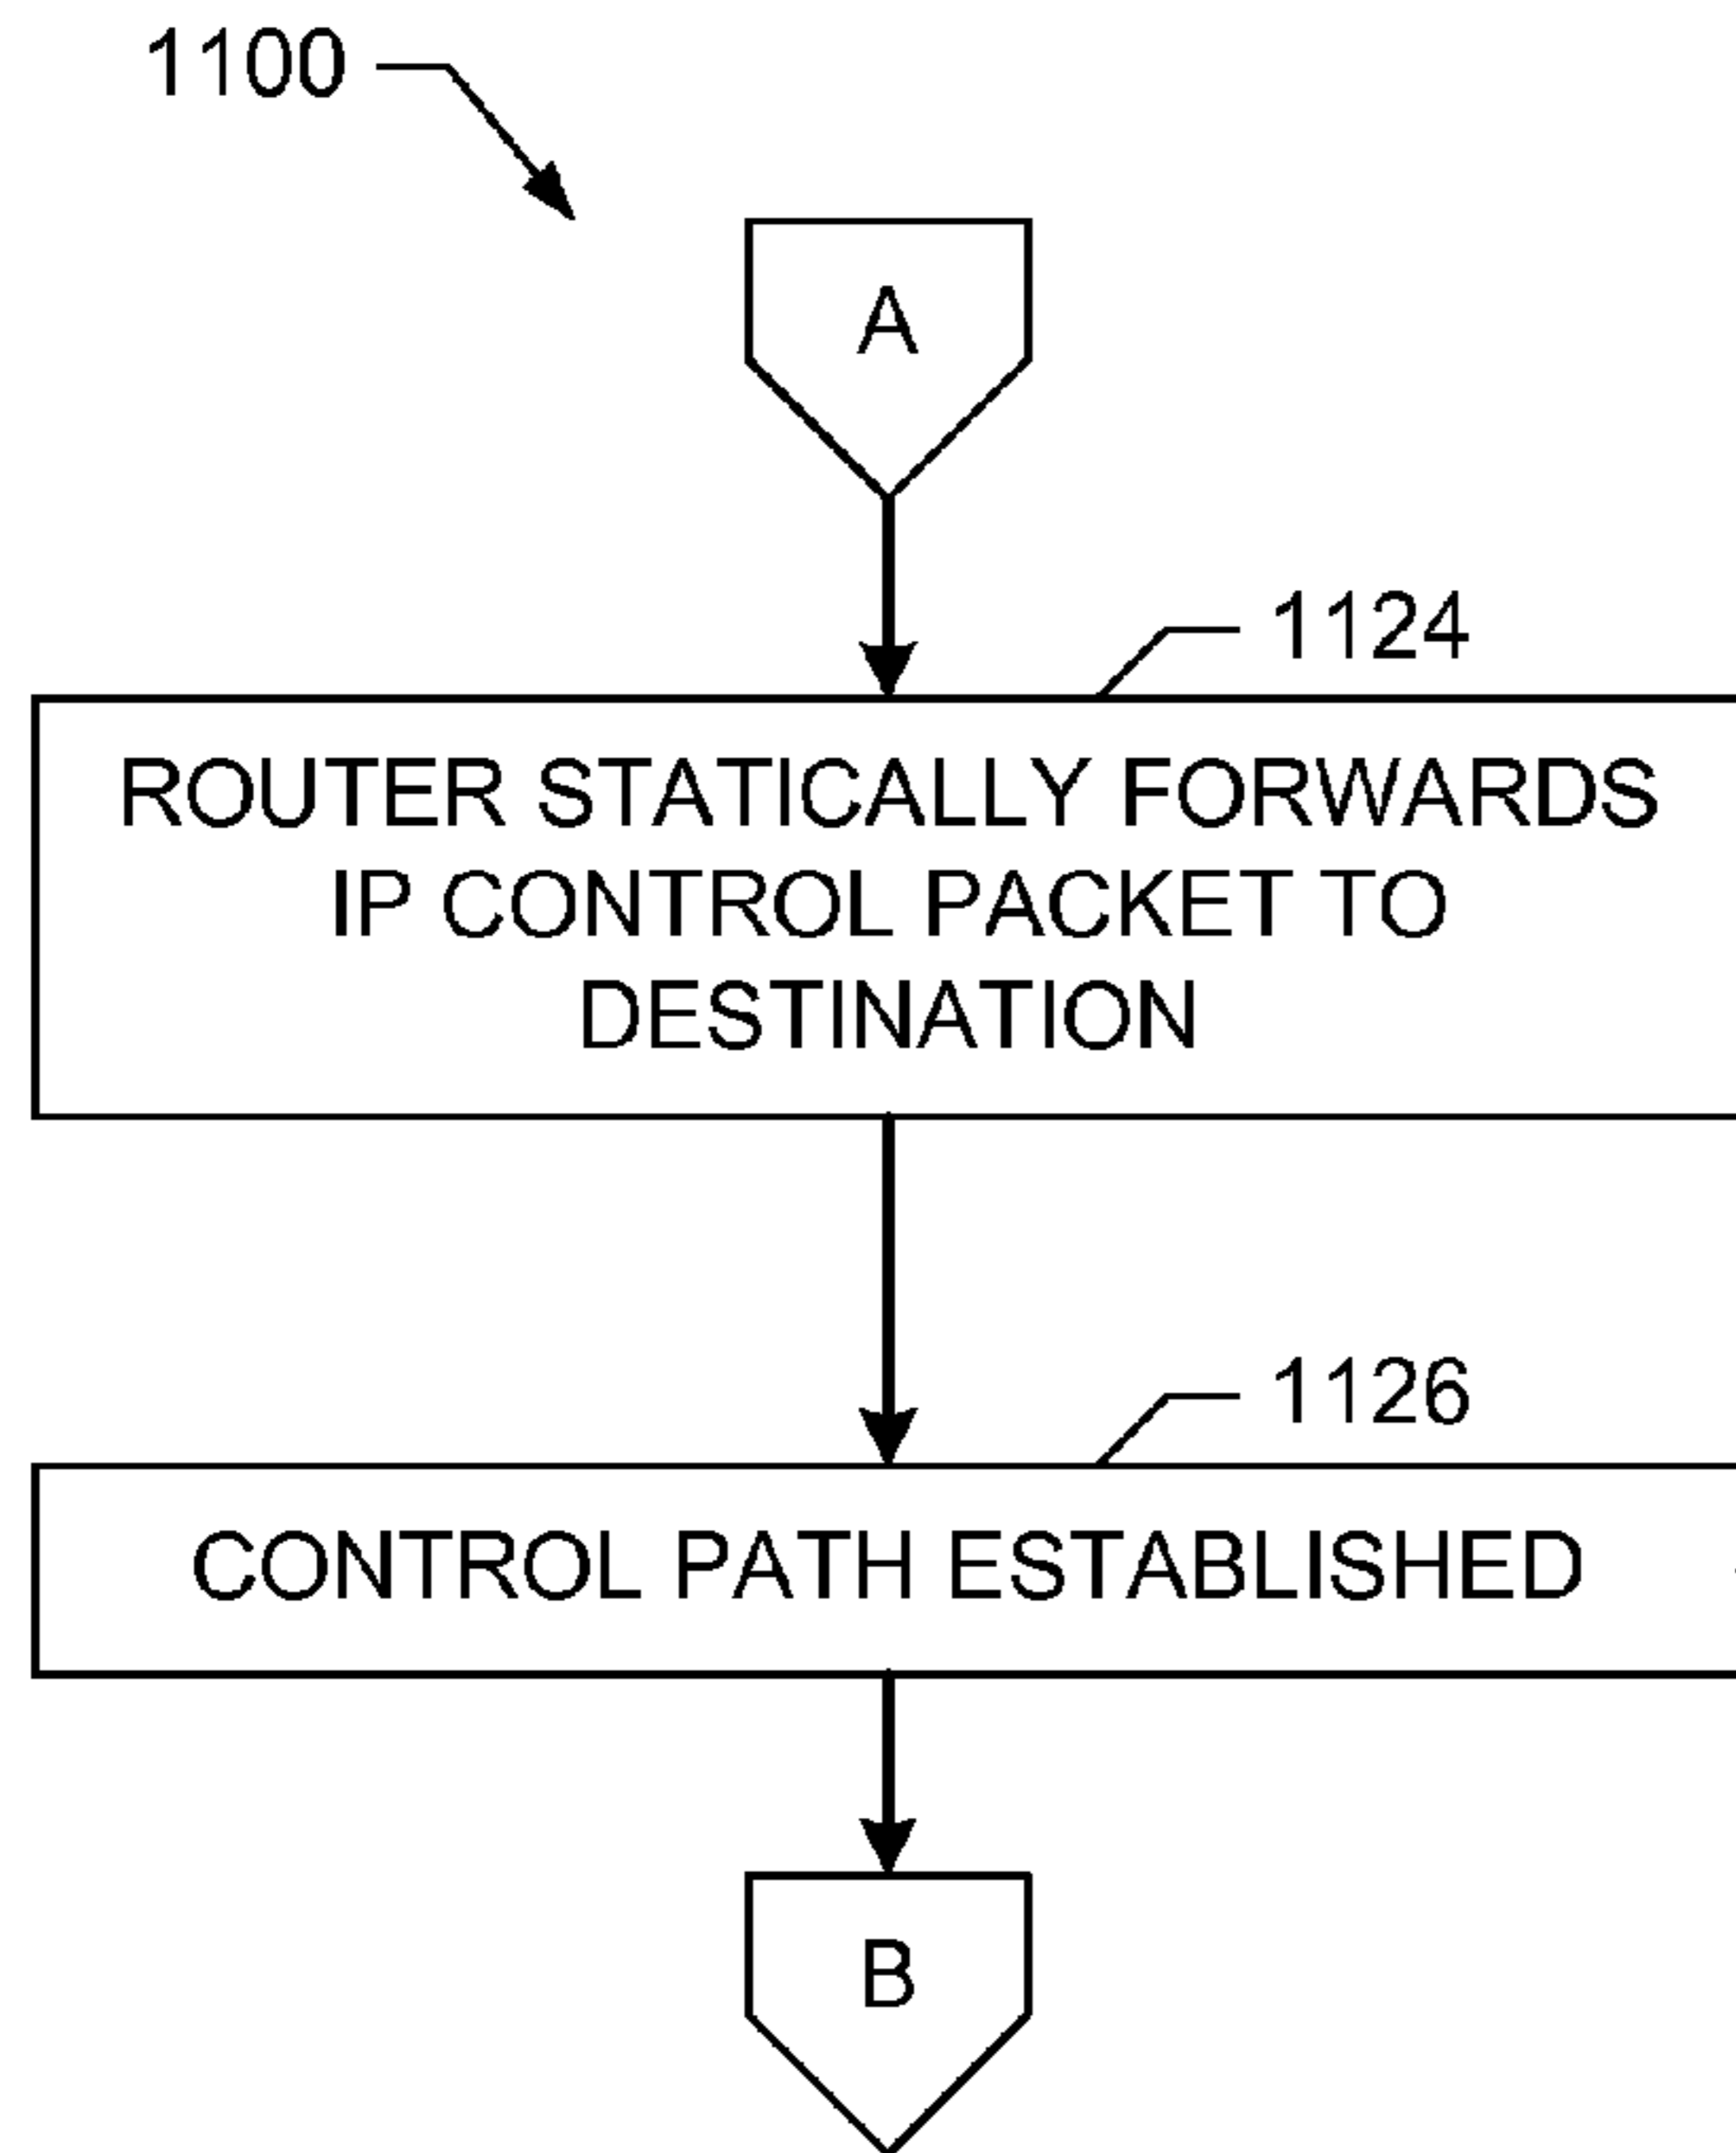 1100
A
1124
ROUTER STATICALLY FORWARDS
IP CONTROL PACKET TO
DESTINATION
1126
CONTROL PATH ESTABLISHED
B